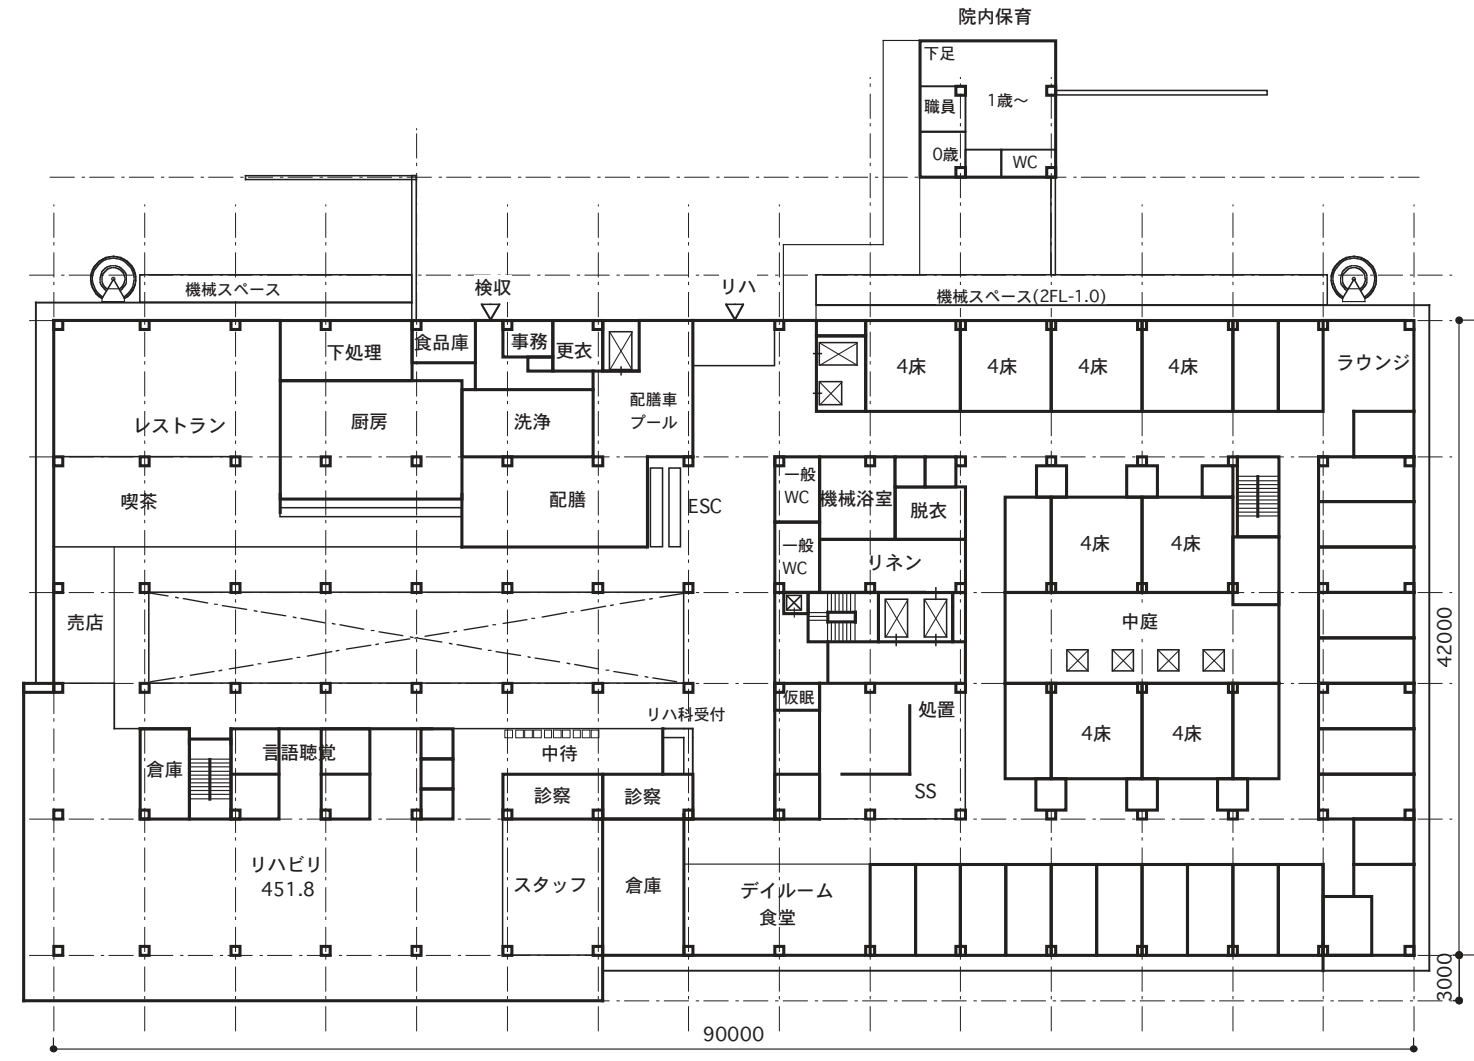 院内保育
下足
職員
1歳〜
0歳
WC
機械スペース
検収
リハ
機械スペース(2FL-1.0)
下処理
食品庫
事務
更衣
4床
4床
4床
4床
ラウンジ
レストラン
厨房
洗浄
配膳車
プール
喫茶
配膳
ESC
一般
WC
機械浴室
脱衣
一般
WC
リネン
4床
4床
売店
中庭
42000
仮眠
処置
リハ科受付
倉庫
言語聴覚
中待
4床
4床
診察
診察
SS
リハビリ
451.8
スタッフ
倉庫
デイルーム
食堂
3000
90000